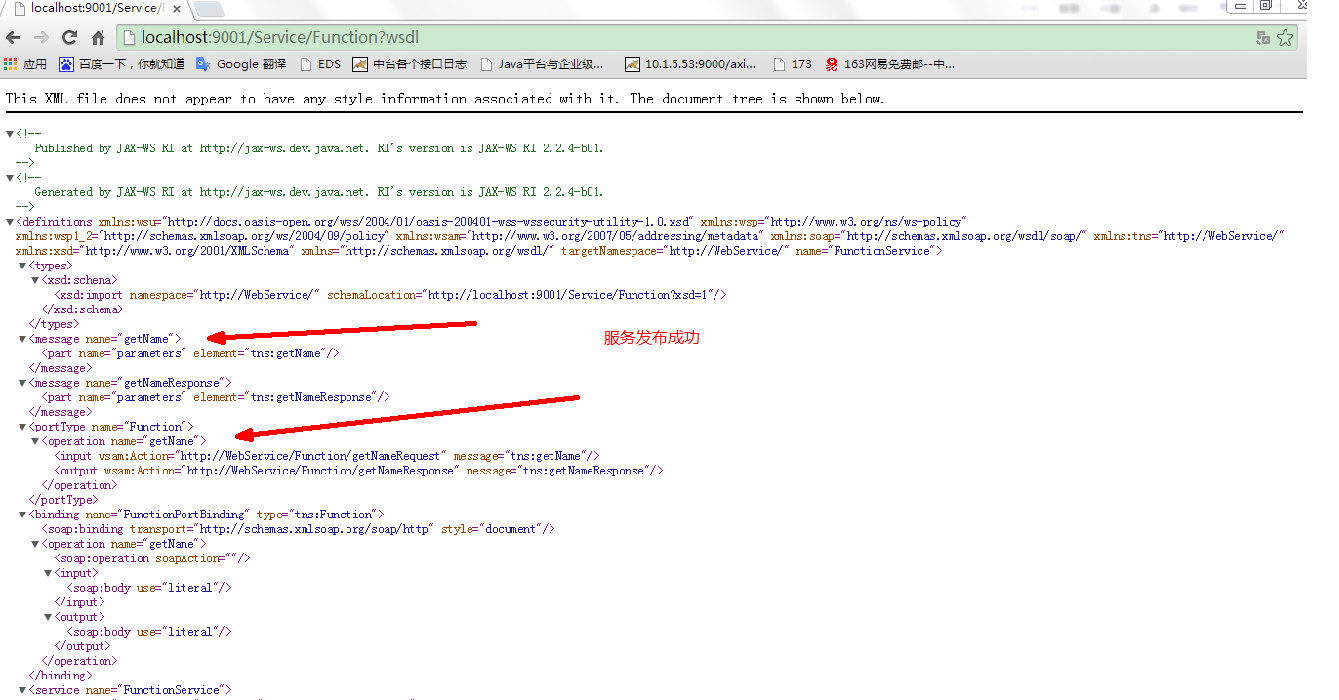 localhost:9001/Service/
localhost:9001/Service/Function?wsdl
应用 百度一下，你就知道 Google 翻译 EDS 中台各个接口日志 Java平台与企业级... 10.1.5.53:9000/axi... 173 163网易免费邮--中...
This XML file does not appear to have any style information associated with it. The document tree is shown below.
▼<!--
Published by JAX-WS RI at http://jax-ws.dev.java.net. RI's version is JAX-WS RI 2.2.4-b01.
-->
▼<!--
Generated by JAX-WS RI at http://jax-ws.dev.java.net. RI's version is JAX-WS RI 2.2.4-b01.
-->
▼<definitions xmlns:wsu="http://docs.oasis-open.org/wss/2004/01/oasis-200401-wss-wssecurity-utility-1.0.xsd" xmlns:wsp="http://www.w3.org/ns/ws-policy"
xmlns:wsp1_2="http://schemas.xmlsoap.org/ws/2004/09/policy" xmlns:wsam="http://www.w3.org/2007/05/addressing/metadata" xmlns:soap="http://schemas.xmlsoap.org/wsdl/soap/" xmlns:tns="http://WebService/"
xmlns:xsd="http://www.w3.org/2001/XMLSchema" xmlns="http://schemas.xmlsoap.org/wsdl/" targetNamespace="http://WebService/" name="FunctionService">
▼<types>
▼<xsd:schema>
<xsd:import namespace="http://WebService/" schemaLocation="http://localhost:9001/Service/Function?xsd=1"/>
</xsd:schema>
</types>
▼<message name="getName">
服务发布成功
<part name="parameters" element="tns:getName"/>
</message>
▼<message name="getNameResponse">
<part name="parameters" element="tns:getNameResponse"/>
</message>
▼<portType name="Function">
▼<operation name="getName">
<input wsam:Action="http://WebService/Function/getNameRequest" message="tns:getName"/>
<output wsam:Action="http://WebService/Function/getNameResponse" message="tns:getNameResponse"/>
</operation>
</portType>
▼<binding name="FunctionPortBinding" type="tns:Function">
<soap:binding transport="http://schemas.xmlsoap.org/soap/http" style="document"/>
▼<operation name="getName">
<soap:operation soapAction=""/>
▼<input>
<soap:body use="literal"/>
</input>
▼<output>
<soap:body use="literal"/>
</output>
</operation>
</binding>
▼<service name="FunctionService">